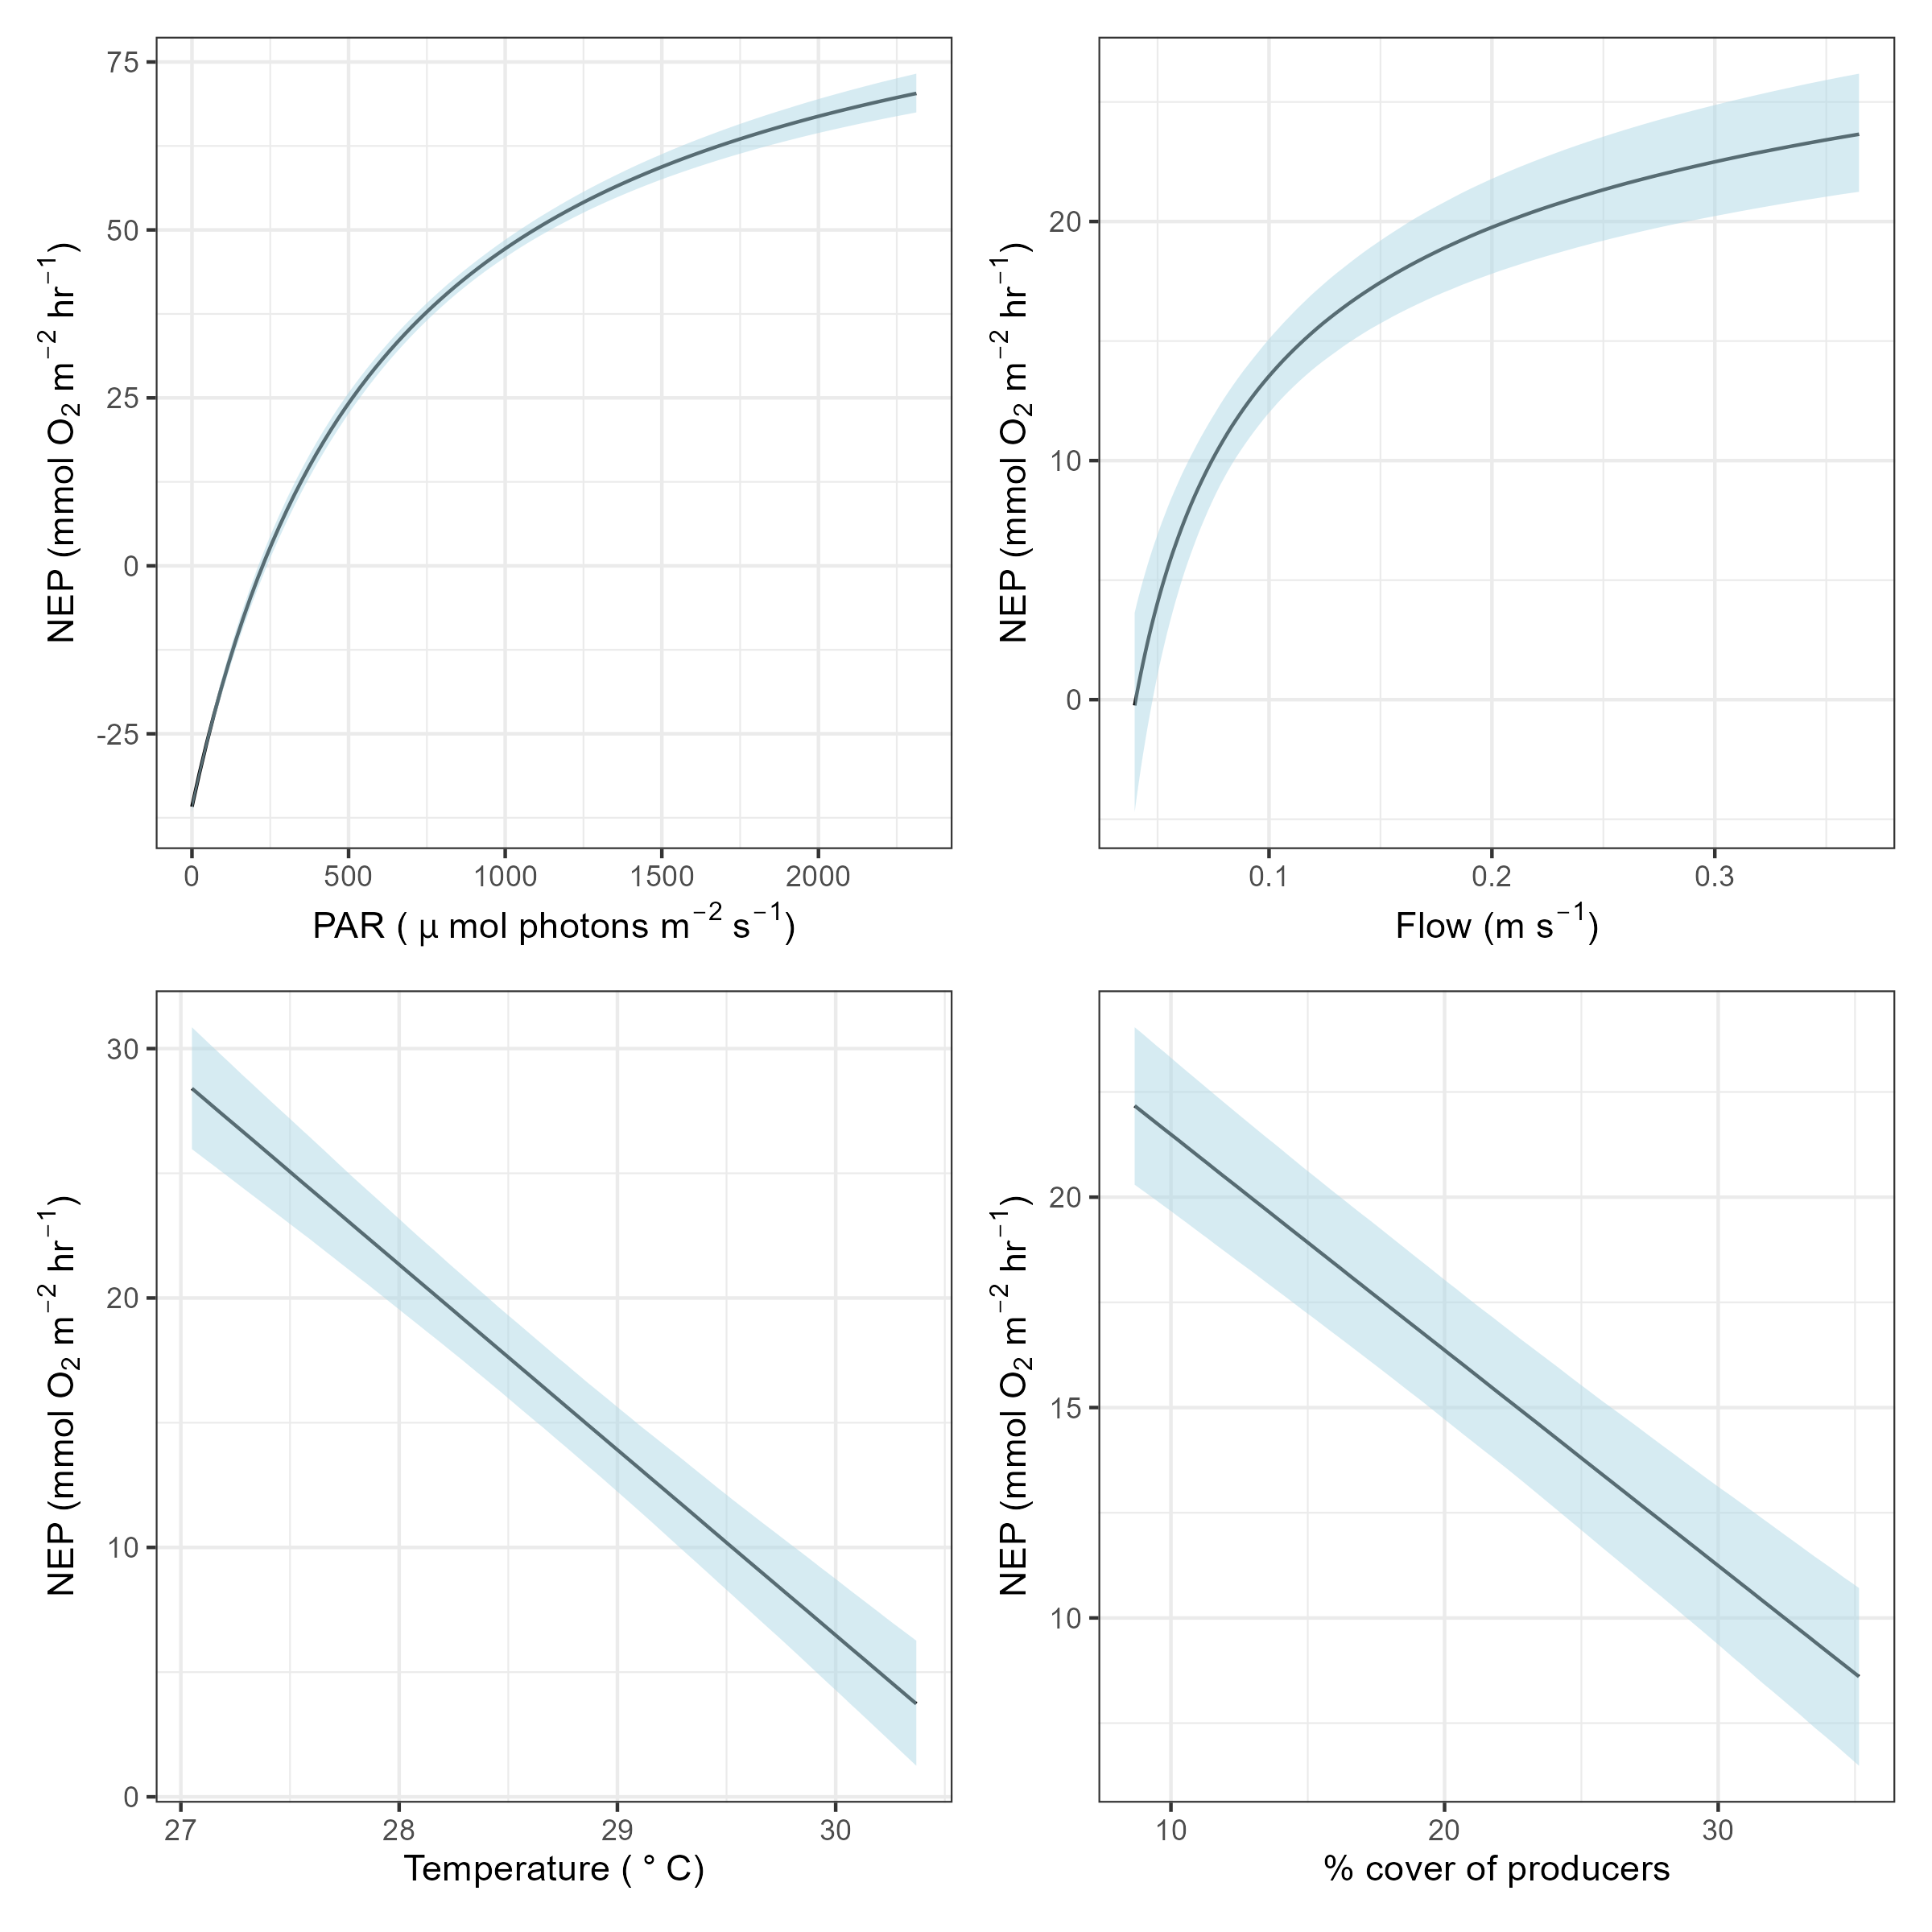 75
50
25
0
-25
NEP (mmol O₂ m⁻² hr⁻¹)
0 500 1000 1500 2000
PAR ( μ mol photons m⁻² s⁻¹)
20
10
0
NEP (mmol O₂ m⁻² hr⁻¹)
0.1 0.2 0.3
Flow (m s⁻¹)
30
20
10
0
NEP (mmol O₂ m⁻² hr⁻¹)
27 28 29 30
Temperature ( ° C)
20
15
10
NEP (mmol O₂ m⁻² hr⁻¹)
10 20 30
% cover of producers